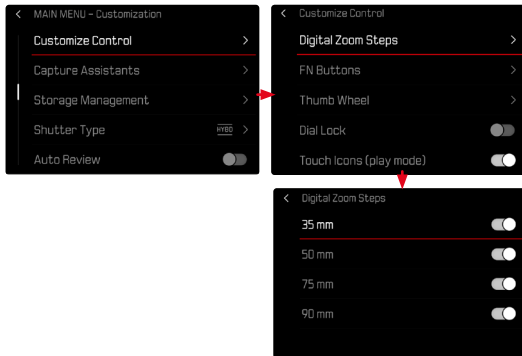 MAIN MENU – Customization
Customize Control
Capture Assistants
Storage Management
Shutter Type HYBD
Auto Review
Customize Control
Digital Zoom Steps
FN Buttons
Thumb Wheel
Dial Lock
Touch Icons (play mode)
Digital Zoom Steps
35 mm
50 mm
75 mm
90 mm